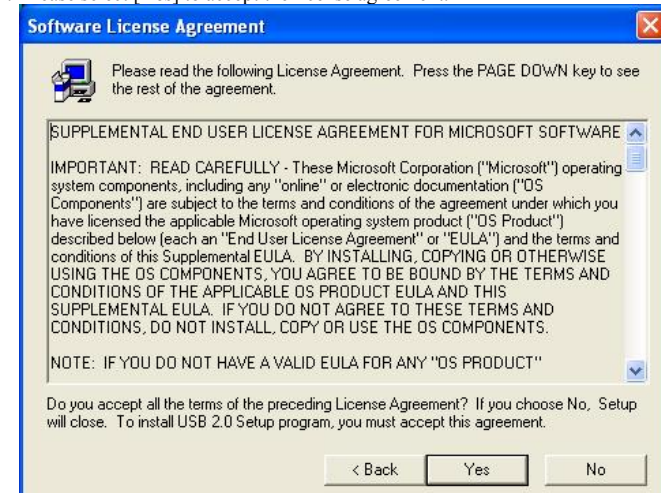 Software License Agreement
Please read the following License Agreement. Press the PAGE DOWN key to see
the rest of the agreement.
SUPPLEMENTAL END USER LICENSE AGREEMENT FOR MICROSOFT SOFTWARE
IMPORTANT: READ CAREFULLY - These Microsoft Corporation ("Microsoft") operating
system components, including any "online" or electronic documentation ("OS
Components") are subject to the terms and conditions of the agreement under which you
have licensed the applicable Microsoft operating system product ("OS Product")
described below (each an "End User License Agreement" or "EULA") and the terms and
conditions of this Supplemental EULA. BY INSTALLING, COPYING OR OTHERWISE
USING THE OS COMPONENTS, YOU AGREE TO BE BOUND BY THE TERMS AND
CONDITIONS OF THE APPLICABLE OS PRODUCT EULA AND THIS
SUPPLEMENTAL EULA. IF YOU DO NOT AGREE TO THESE TERMS AND
CONDITIONS, DO NOT INSTALL, COPY OR USE THE OS COMPONENTS.
NOTE: IF YOU DO NOT HAVE A VALID EULA FOR ANY "OS PRODUCT"
Do you accept all the terms of the preceding License Agreement? If you choose No, Setup
will close. To install USB 2.0 Setup program, you must accept this agreement.
< Back Yes No